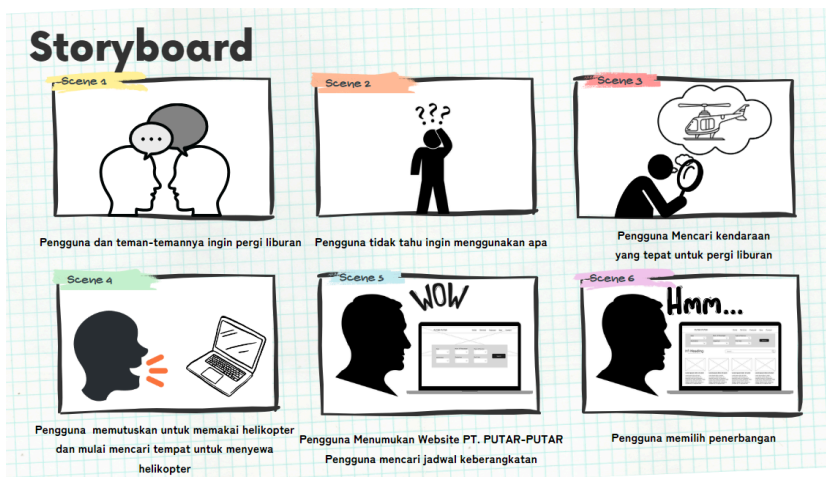 Storyboard
Scene 1
Scene 2
Scene 3
???
Pengguna dan teman-temannya ingin pergi liburan
Pengguna tidak tahu ingin menggunakan apa
Pengguna Mencari kendaraan
yang tepat untuk pergi liburan
Scene 4
Scene 5
Scene 6
WOW
Hmm...
Pengguna memutuskan untuk memakai helikopter
dan mulai mencari tempat untuk menyewa
helikopter
Pengguna Menumukan Website PT. PUTAR-PUTAR
Pengguna mencari jadwal keberangkatan
Pengguna memilih penerbangan